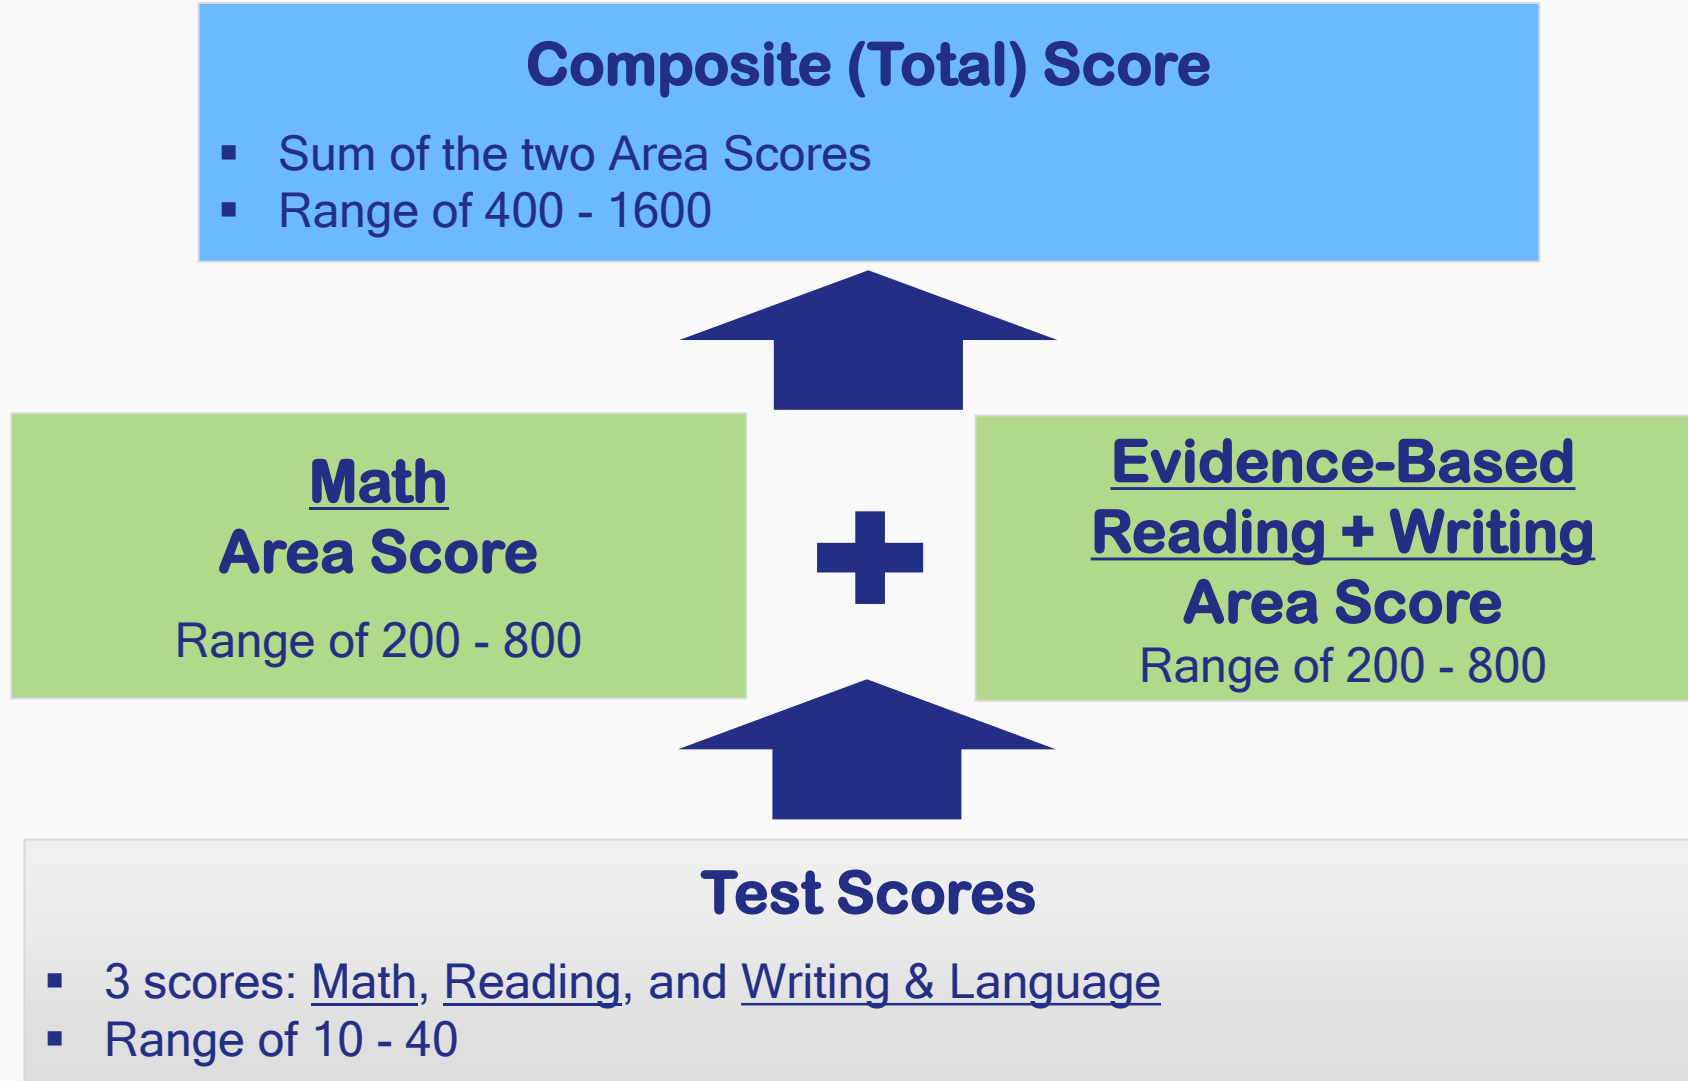 Composite (Total) Score
▪ Sum of the two Area Scores
▪ Range of 400 - 1600
Math
Area Score
Range of 200 - 800
Evidence-Based
Reading + Writing
Area Score
Range of 200 - 800
Test Scores
▪ 3 scores: Math, Reading, and Writing & Language
▪ Range of 10 - 40